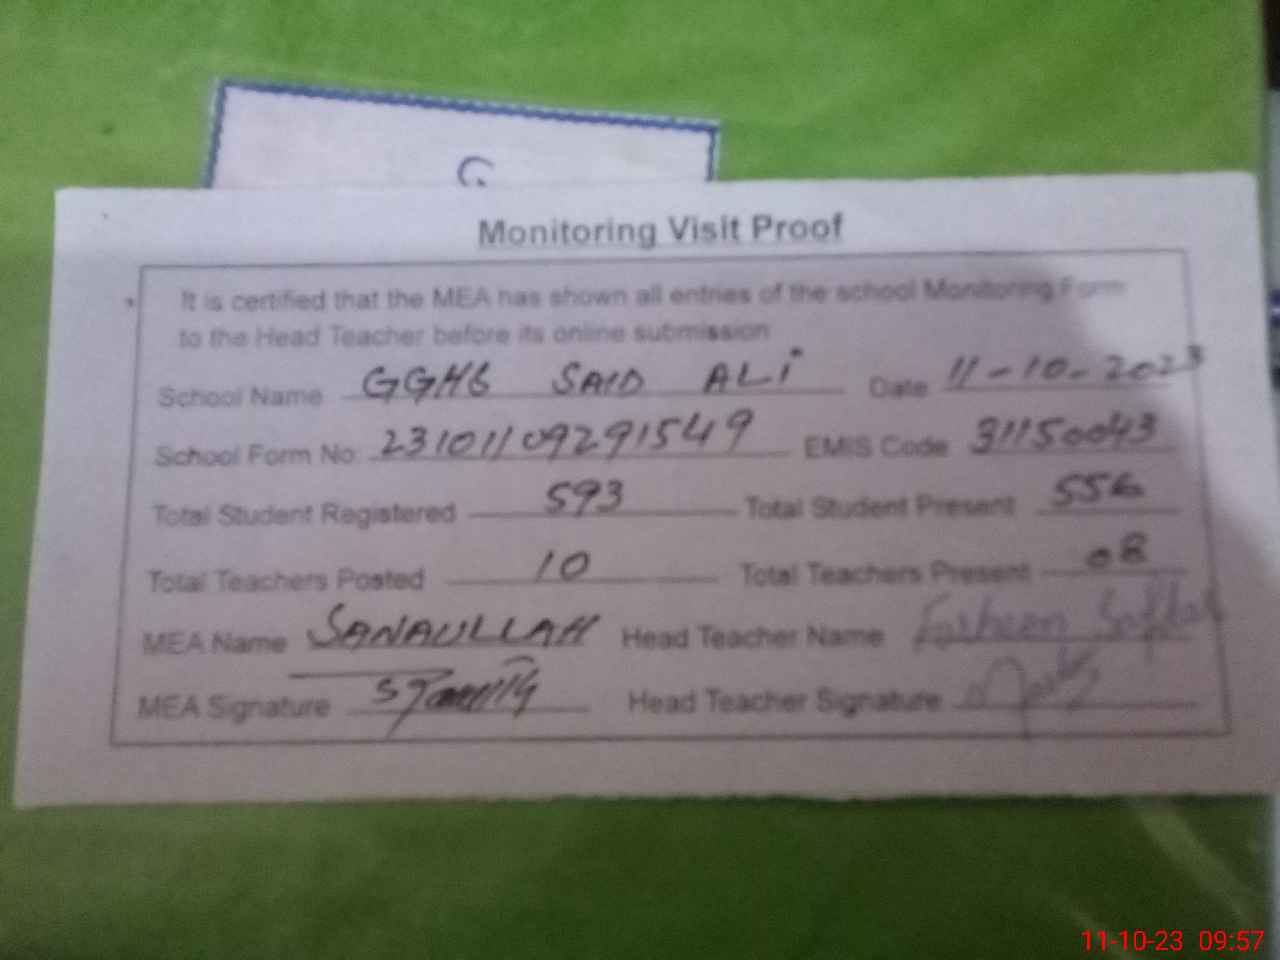 G
Monitoring Visit Proof
It is certified that the MEA has shown all entries of the school Monitoring Form
to the Head Teacher before its online submission
School Name GGHS SAID ALI Date 11-10-2023
School Form No: 23101109291549 EMIS Code 31150043
Total Student Registered 593 Total Student Present 556
Total Teachers Posted 10 Total Teachers Present 08
MEA Name SANAULLAH Head Teacher Name
MEA Signature Head Teacher Signature
11-10-23 09:57